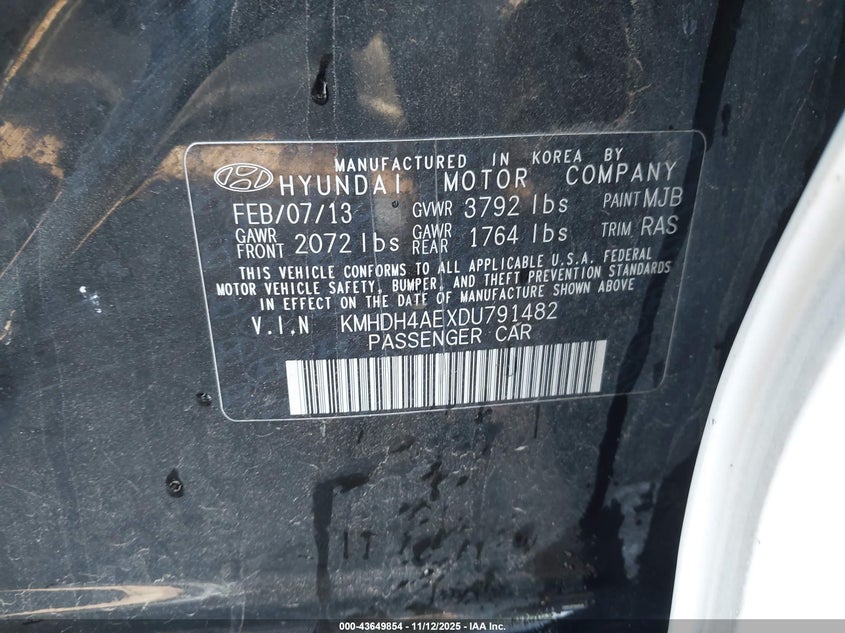 MANUFACTURED IN KOREA BY
HYUNDAI MOTOR COMPANY
FEB/07/13 GVWR 3792 lbs PAINT MJB
GAWR FRONT 2072 lbs GAWR REAR 1764 lbs TRIM RAS
THIS VEHICLE CONFORMS TO ALL APPLICABLE U.S.A. FEDERAL
MOTOR VEHICLE SAFETY, BUMPER, AND THEFT PREVENTION STANDARDS
IN EFFECT ON THE DATE OF MANUFACTURE SHOWN ABOVE
V.I.N KMHDH4AEXDU791482
PASSENGER CAR
000-43649854 - 11/12/2025 - IAA Inc.